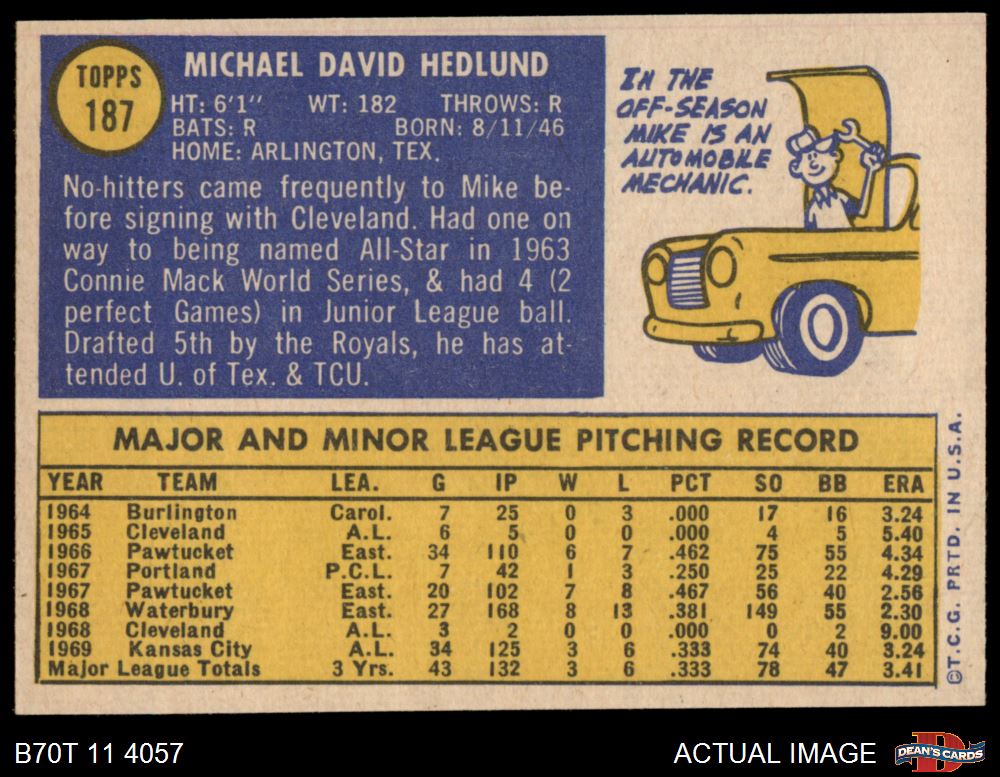 TOPPS
187
MICHAEL DAVID HEDLUND
HT: 6'1" WT: 182 THROWS: R
BATS: R BORN: 8/11/46
HOME: ARLINGTON, TEX.
No-hitters came frequently to Mike be-
fore signing with Cleveland. Had one on
way to being named All-Star in 1963
Connie Mack World Series, & had 4 (2
perfect Games) in Junior League ball.
Drafted 5th by the Royals, he has at-
tended U. of Tex. & TCU.
IN THE
OFF-SEASON
MIKE IS AN
AUTOMOBILE
MECHANIC.
MAJOR AND MINOR LEAGUE PITCHING RECORD
YEAR TEAM LEA. G IP W L PCT SO BB ERA
1964 Burlington Carol. 7 25 0 3 .000 17 16 3.24
1965 Cleveland A.L. 6 5 0 0 .000 4 5 5.40
1966 Pawtucket East. 34 110 6 7 .462 75 55 4.34
1967 Portland P.C.L. 7 42 1 3 .250 25 22 4.29
1967 Pawtucket East. 20 102 7 8 .467 56 40 2.56
1968 Waterbury East. 27 168 8 13 .381 149 55 2.30
1968 Cleveland A.L. 3 2 0 0 .000 0 2 9.00
1969 Kansas City A.L. 34 125 3 6 .333 74 40 3.24
Major League Totals 3 Yrs. 43 132 3 6 .333 78 47 3.41
©T.C.G. PRTD. IN U.S.A.
B70T 11 4057
ACTUAL IMAGE
D
DEAN'S CARDS